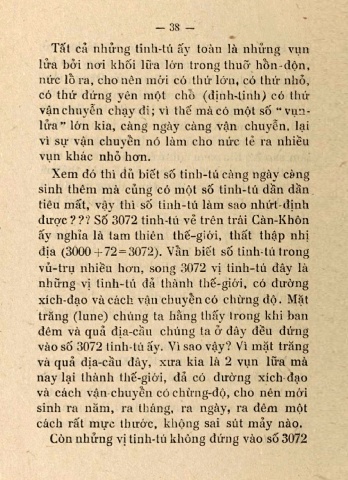 — 38 —
Tất cả những tinh-tú ấy toàn là những vụn
lửa bởi nơi khối lửa lớn trong thuở hồn-độn,
nức lồ ra, cho nên mới có thứ lớn, có thứ nhỏ,
có thứ đứng yên một chỗ (định-tinh) có thứ
vận chuyển chạy đi; vì thế mà có một số “ vụn-
lửa” lớn kia, càng ngày càng vận chuyển, lại
vì sự vận chuyển nó làm cho nức tẻ ra nhiều
vụn khác nhỏ hơn.
Xem đó thì đủ biết số tinh-tú càng ngày còng
sinh thêm mà củng có một số tinh-tú dần dần
tiêu mất, vậy thì số tinh-tú làm sao nhứt-định
được ? ? ? Số 3072 tinh-tú vẽ trên trái Càn-Khôn
ấy nghĩa là tam thiên thế-giới, thất thập nhị
địa (3000 + 72 = 3072). Vẫn biết số tinh-tú trong
vủ-trụ nhiều hơn, song 3072 vị tinh-tú đây là
những vị tinh-tú đả thành thế-giới, có đường
xích-đạo và cách vận chuyển có chừng độ. Mặt
trăng (lune) chúng ta hằng thấy trong khi ban
đêm và quả địa-cầu chúng ta ở đây đều đứng
vào số 3072 tinh-tú ấy. Vì sao vậy? Vì mặt trăng
và quả địa-cầu đây, xưa kia là 2 vụn lửa mà
nay lại thành thế-giới, đả có đường xích-đạo
và cách vận-chuyển có chừng-độ, cho nên mới
sinh ra năm, ra tháng, ra ngày, ra đêm một
cách rất mực thước, không sai sút mảy nào.
Còn những vị tinh-tú không đứng vào số 3072